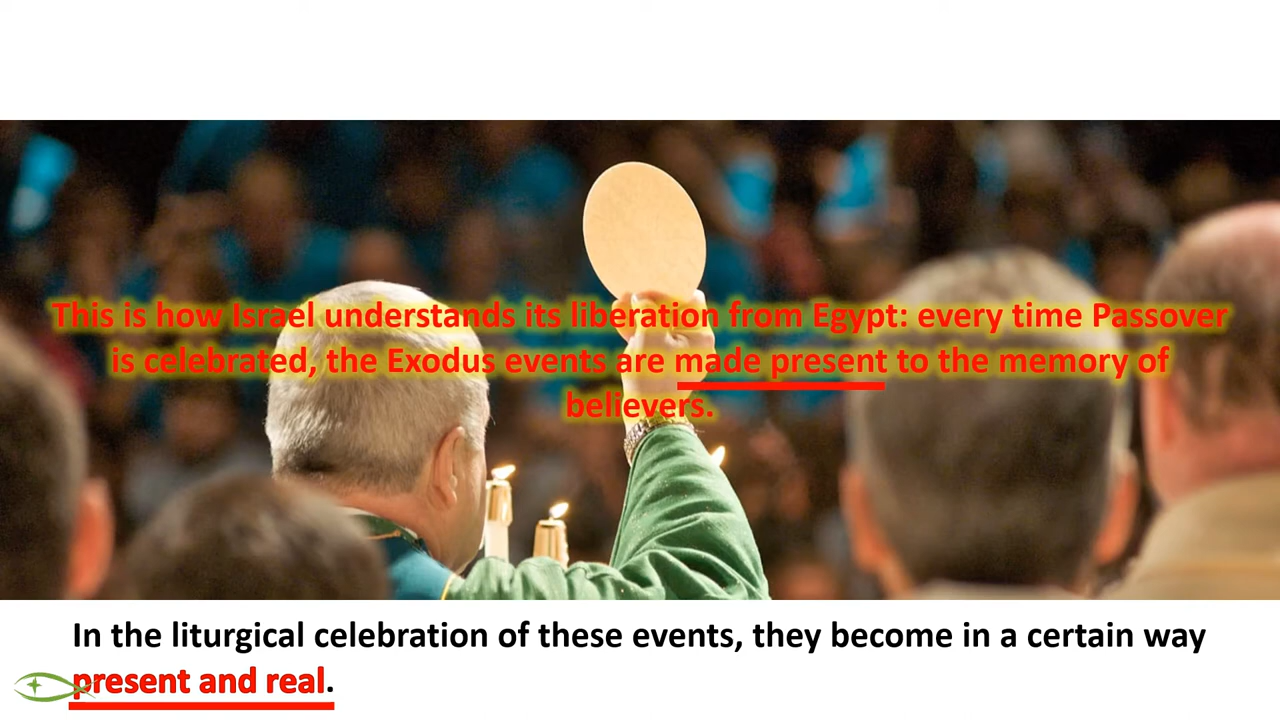 This is how Israel understands its liberation from Egypt: every time Passover
is celebrated, the Exodus events are made present to the memory of
believers.
In the liturgical celebration of these events, they become in a certain way
present and real.